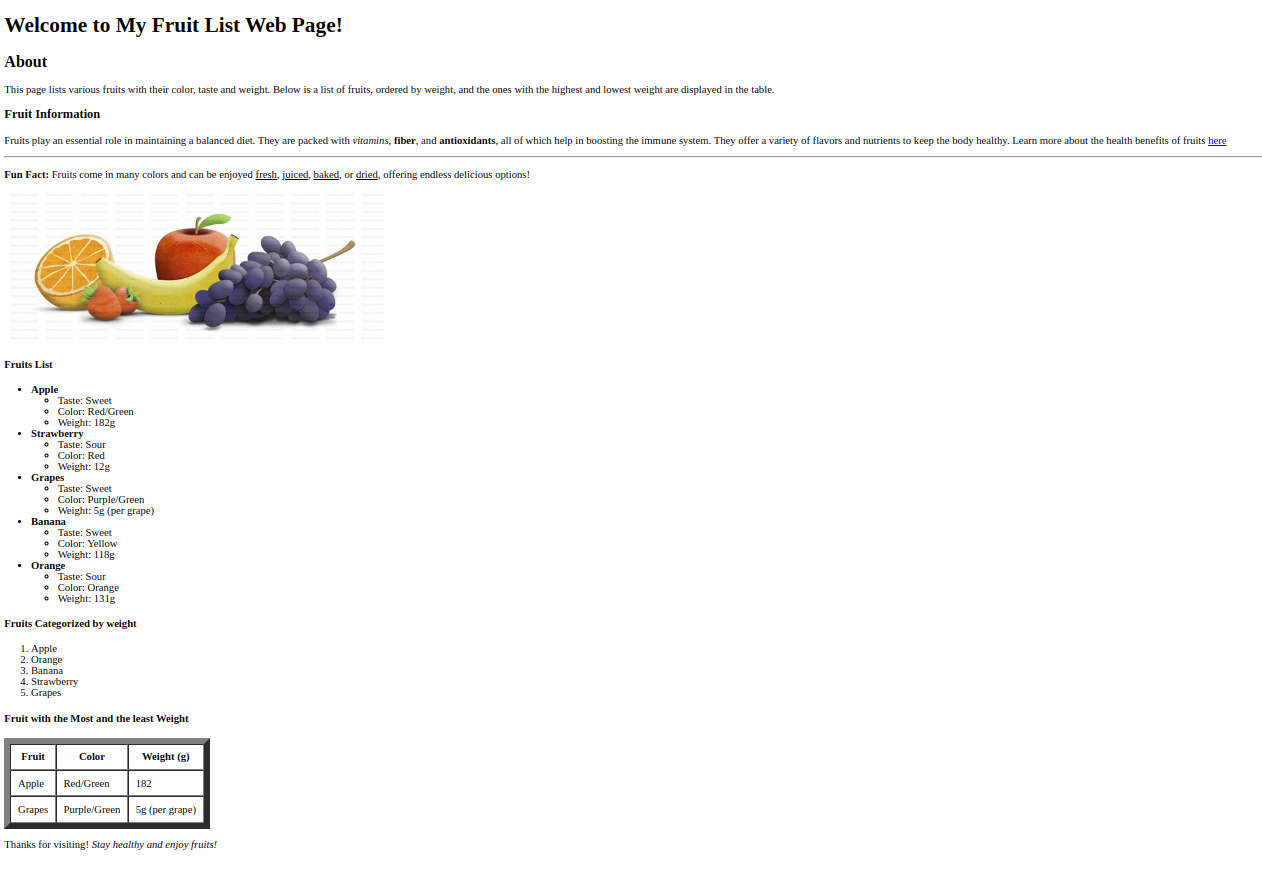 Welcome to My Fruit List Web Page!
About
This page lists various fruits with their color, taste and weight. Below is a list of fruits, ordered by weight, and the ones with the highest and lowest weight are displayed in the table.
Fruit Information
Fruits play an essential role in maintaining a balanced diet. They are packed with vitamins, fiber, and antioxidants, all of which help in boosting the immune system. They offer a variety of flavors and nutrients to keep the body healthy. Learn more about the health benefits of fruits here
Fun Fact: Fruits come in many colors and can be enjoyed fresh, juiced, baked, or dried, offering endless delicious options!
Fruits List
Apple
Taste: Sweet
Color: Red/Green
Weight: 182g
Strawberry
Taste: Sour
Color: Red
Weight: 12g
Grapes
Taste: Sweet
Color: Purple/Green
Weight: 5g (per grape)
Banana
Taste: Sweet
Color: Yellow
Weight: 118g
Orange
Taste: Sour
Color: Orange
Weight: 131g
Fruits Categorized by weight
1. Apple
2. Orange
3. Banana
4. Strawberry
5. Grapes
Fruit with the Most and the least Weight
Fruit Color Weight (g)
Apple Red/Green 182
Grapes Purple/Green 5g (per grape)
Thanks for visiting! Stay healthy and enjoy fruits!